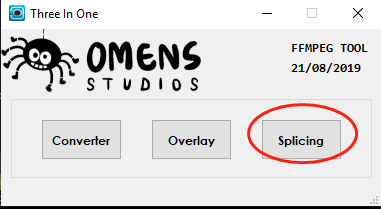 Three In One
OMENS
STUDIOS
FFMPEG TOOL
21/08/2019
Converter
Overlay
Splicing